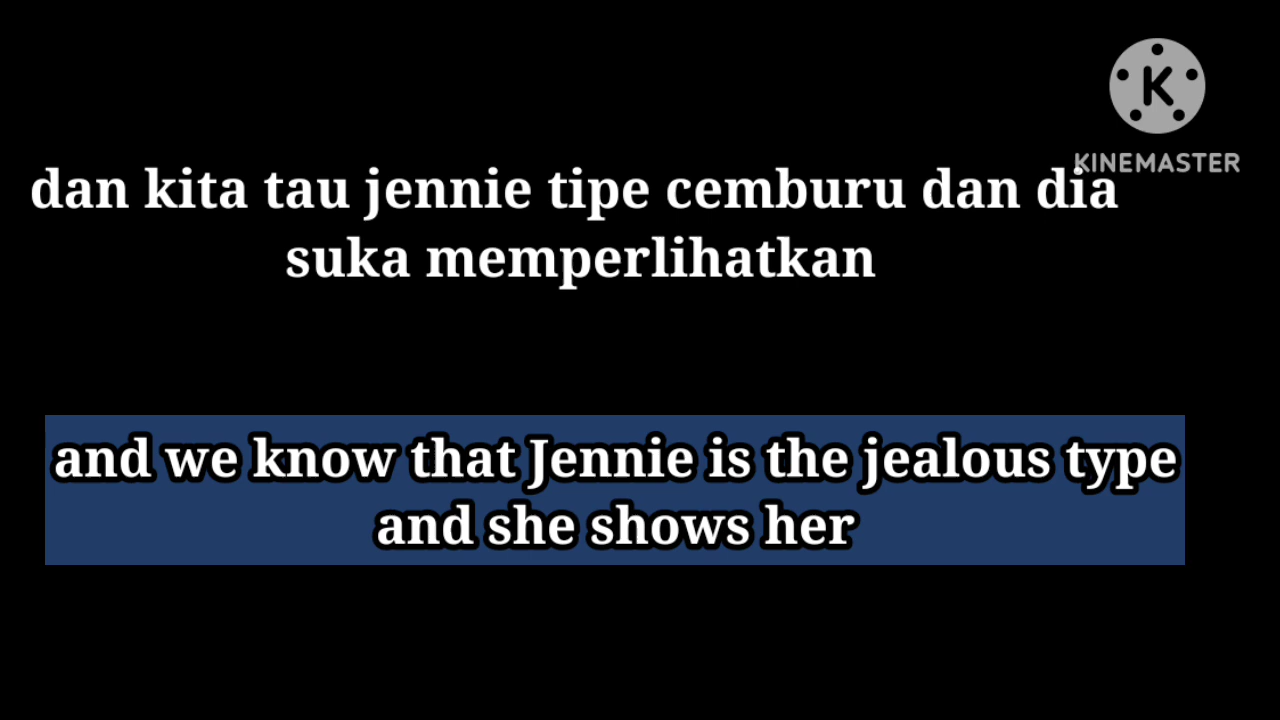 K
KINEMASTER
dan kita tau jennie tipe cemburu dan dia
suka memperlihatkan
and we know that Jennie is the jealous type
and she shows her